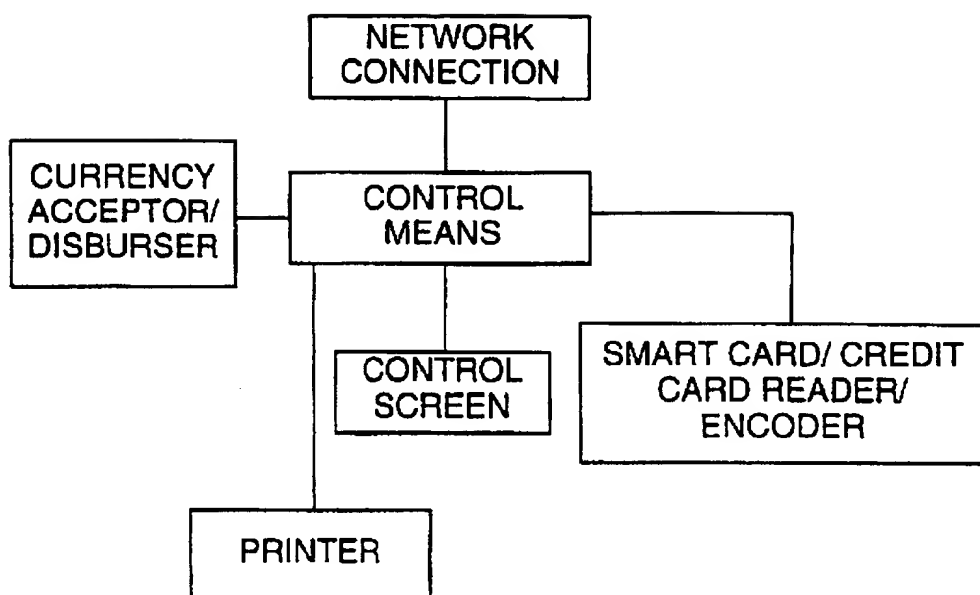 NETWORK
CONNECTION
CURRENCY
ACCEPTOR/
DISBURSER
CONTROL
MEANS
CONTROL
SCREEN
SMART CARD/ CREDIT
CARD READER/
ENCODER
PRINTER